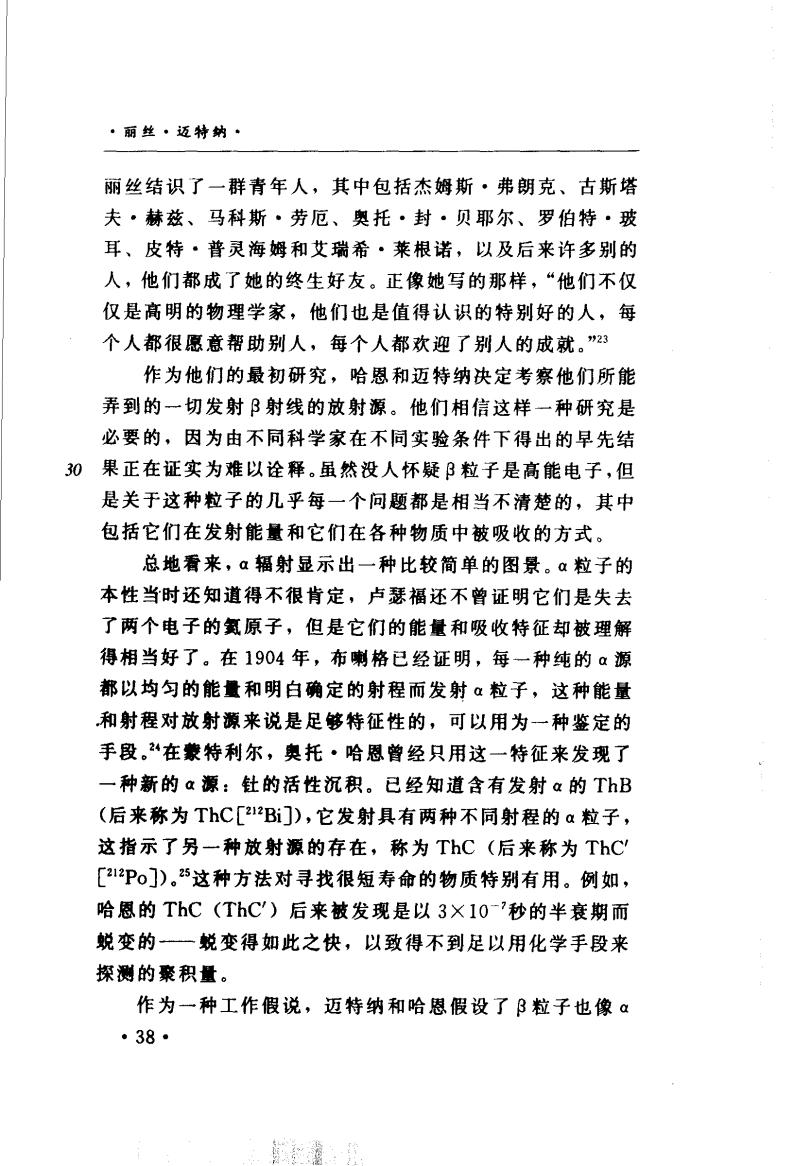 ·丽丝·迈特纳·
丽丝结识了一群青年人，其中包括杰姆斯·弗朗克、古斯塔
夫·赫兹、马科斯·劳厄、奥托·封·贝耶尔、罗伯特·玻
耳、皮特·普灵海姆和艾瑞希·莱根诺，以及后来许多别的
人，他们都成了她的终生好友。正像她写的那样，“他们不仅
仅是高明的物理学家，他们也是值得认识的特别好的人，每
个人都很愿意帮助别人，每个人都欢迎了别人的成就。”²³
作为他们的最初研究，哈恩和迈特纳决定考察他们所能
弄到的一切发射β射线的放射源。他们相信这样一种研究是
必要的，因为由不同科学家在不同实验条件下得出的早先结
30 果正在证实为难以诠释。虽然没人怀疑β粒子是高能电子，但
是关于这种粒子的几乎每一个问题都是相当不清楚的，其中
包括它们在发射能量和它们在各种物质中被吸收的方式。
总地看来，α辐射显示出一种比较简单的图景。α粒子的
本性当时还知道得不很肯定，卢瑟福还不曾证明它们是失去
了两个电子的氦原子，但是它们的能量和吸收特征却被理解
得相当好了。在1904年，布喇格已经证明，每一种纯的α源
都以均匀的能量和明白确定的射程而发射α粒子，这种能量
和射程对放射源来说是足够特征性的，可以用为一种鉴定的
手段。²⁴在蒙特利尔，奥托·哈恩曾经只用这一特征来发现了
一种新的α源：钍的活性沉积。已经知道含有发射α的ThB
（后来称为ThC[²¹²Bi]），它发射具有两种不同射程的α粒子，
这指示了另一种放射源的存在，称为ThC（后来称为ThC′
[²¹²Po]）。²⁵这种方法对寻找很短寿命的物质特别有用。例如，
哈恩的ThC（ThC′）后来被发现是以3×10⁻⁷秒的半衰期而
蜕变的——蜕变得如此之快，以致得不到足以用化学手段来
探测的聚积量。
作为一种工作假说，迈特纳和哈恩假设了β粒子也像α
·38·